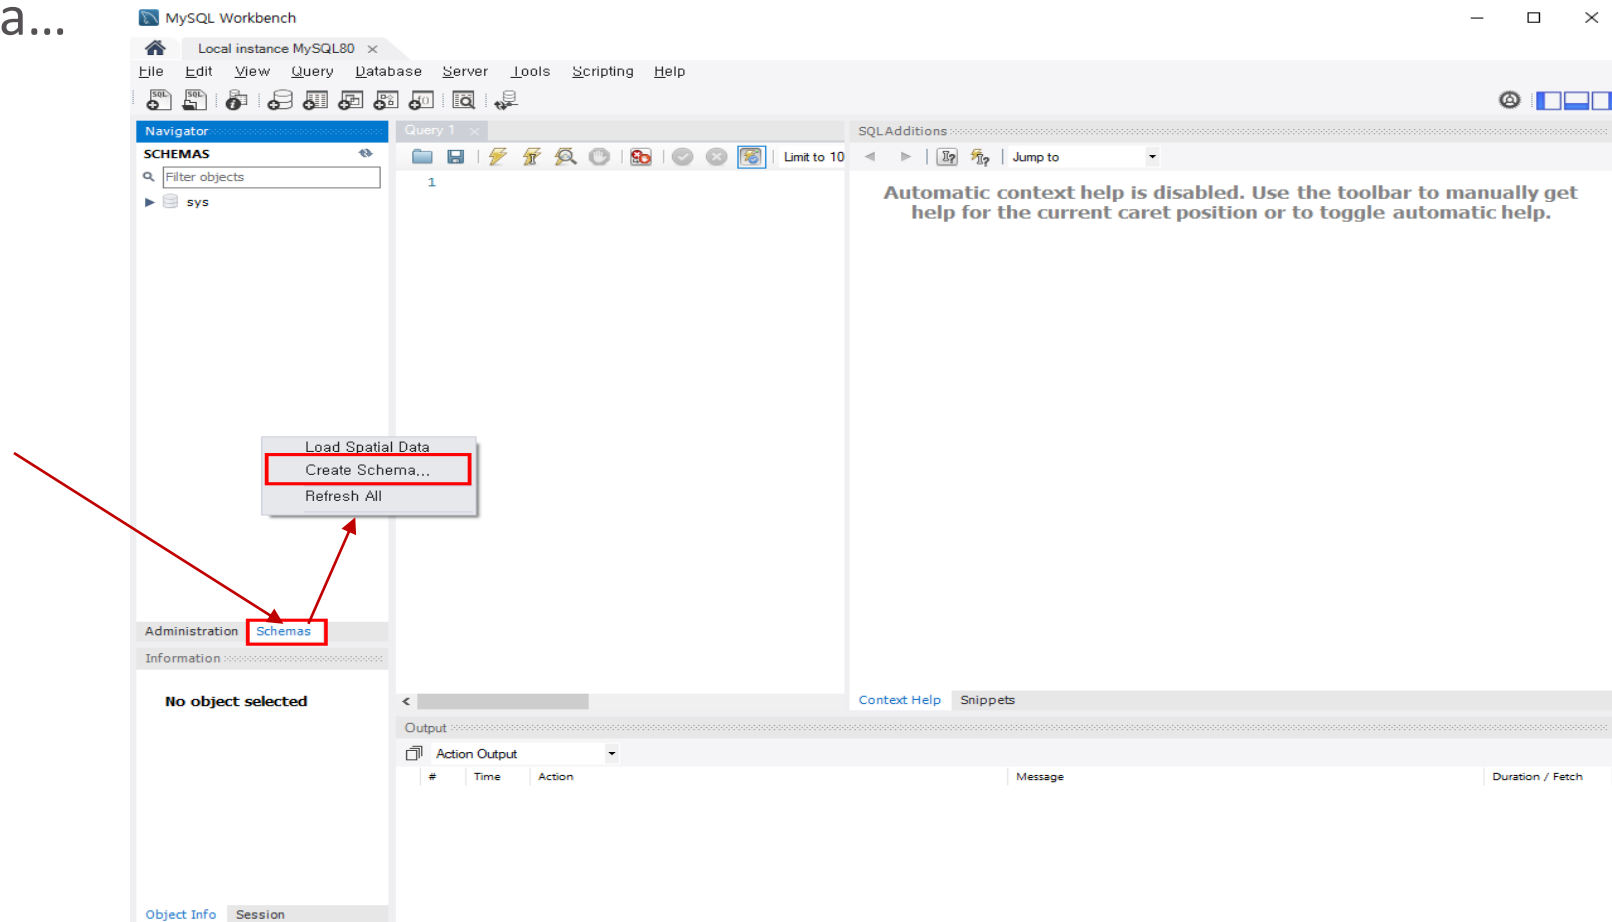 a...
MySQL Workbench
Local instance MySQL80
File Edit View Query Database Server Tools Scripting Help
Navigator
SCHEMAS
Filter objects
sys
Query 1
Limit to 10
1
SQLAdditions
Jump to
Automatic context help is disabled. Use the toolbar to manually get
help for the current caret position or to toggle automatic help.
Load Spatial Data
Create Schema...
Refresh All
Administration Schemas
Information
No object selected
Context Help Snippets
Output
Action Output
# Time Action Message Duration / Fetch
Object Info Session